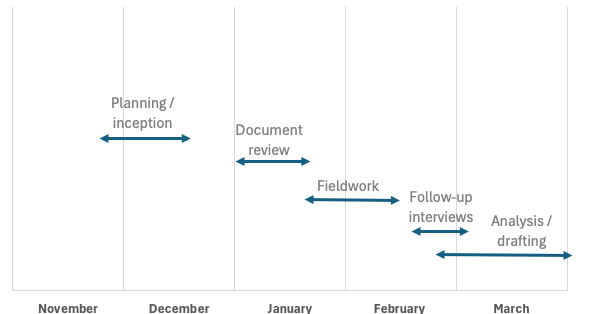 Planning /
inception
Document
review
Fieldwork
Follow-up
interviews
Analysis /
drafting
November December January February March